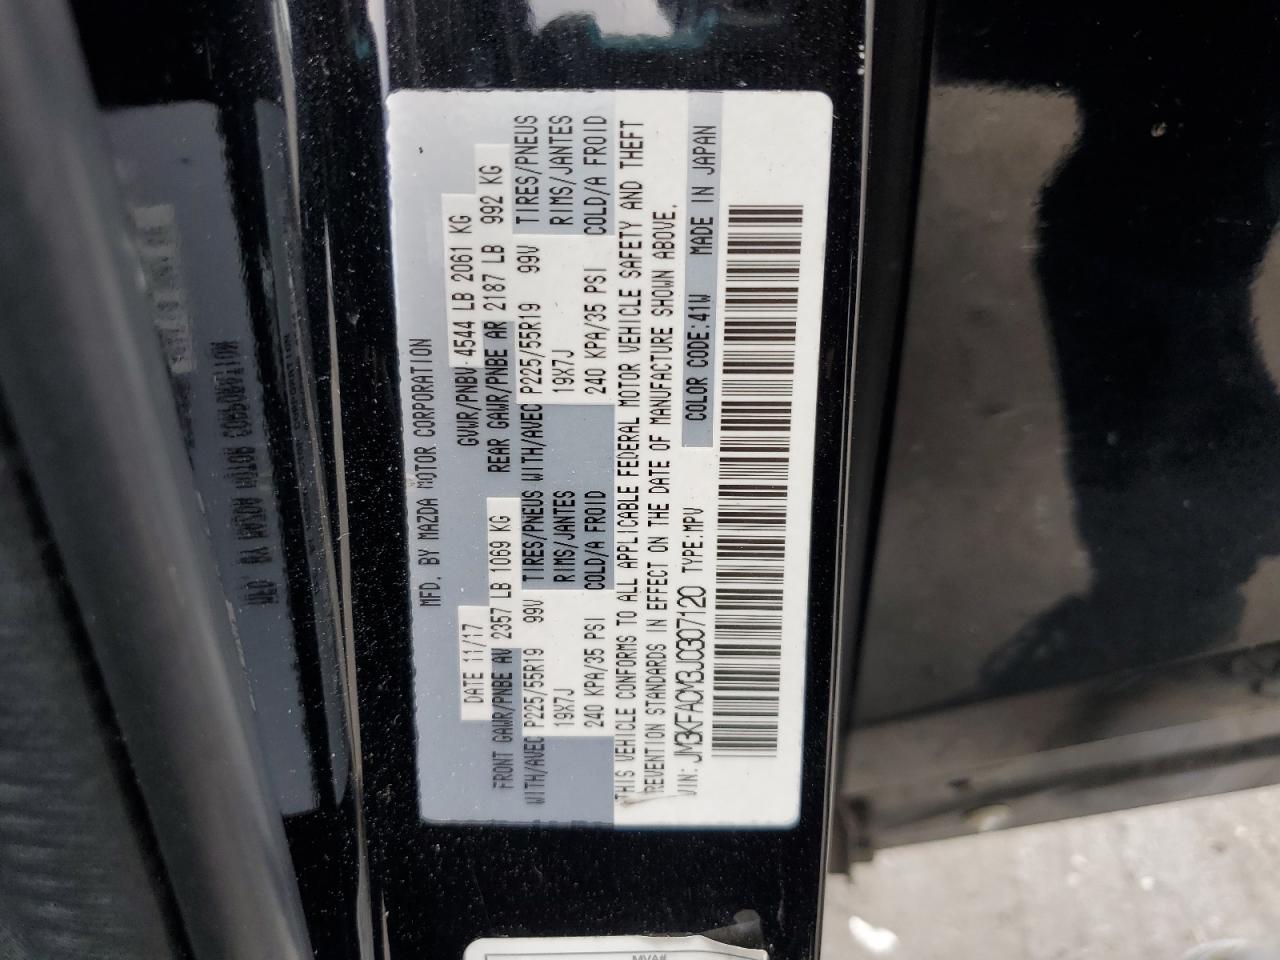 MFD. BY MAZDA MOTOR CORPORATION
DATE 11/17 GVWR/PNBV 4544 LB 2061 KG
FRONT GAWR/PNBE AV 2357 LB 1069 KG REAR GAWR/PNBE AR 2187 LB 992 KG
WITH/AVEC P225/55R19 99V TIRES/PNEUS WITH/AVEC P225/55R19 99V TIRES/PNEUS
19X7J RIMS/JANTES 19X7J RIMS/JANTES
240 KPA/35 PSI COLD/A FROID 240 KPA/35 PSI COLD/A FROID
THIS VEHICLE CONFORMS TO ALL APPLICABLE FEDERAL MOTOR VEHICLE SAFETY AND THEFT
PREVENTION STANDARDS IN EFFECT ON THE DATE OF MANUFACTURE SHOWN ABOVE.
VIN: JM3KFACMXJ0307120 TYPE:MPV COLOR CODE:41W MADE IN JAPAN
MVA#